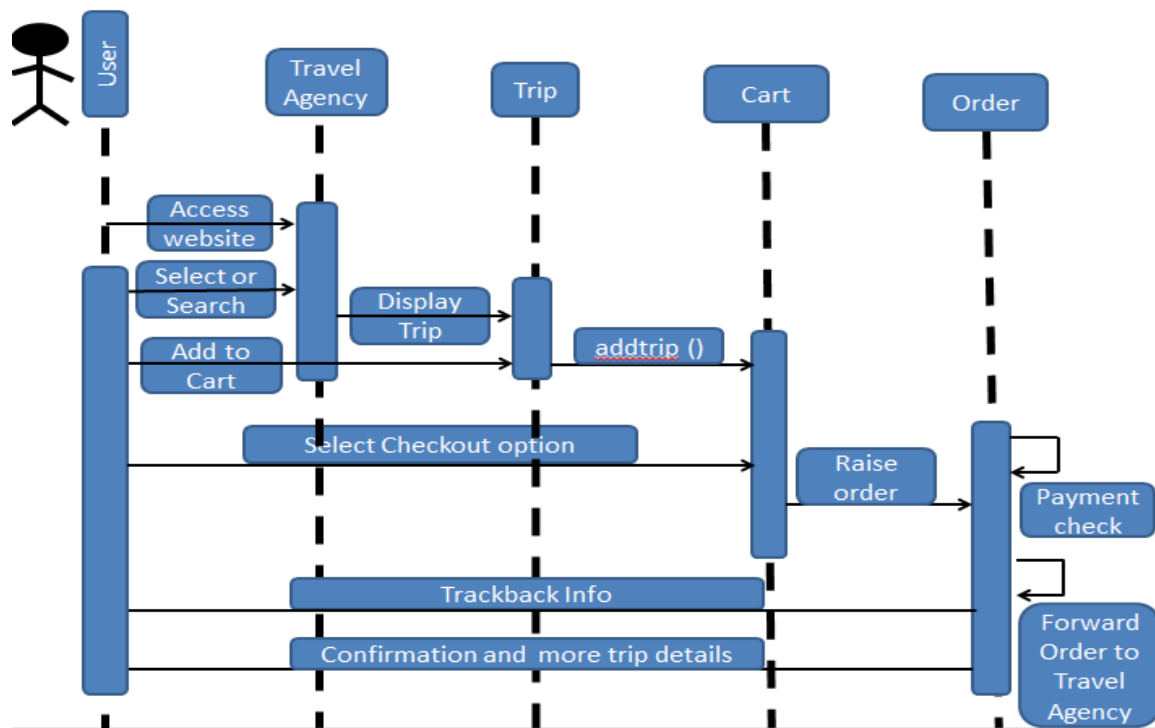 User
Travel
Agency
Trip
Cart
Order
Access
website
Select or
Search
Display
Trip
Add to
Cart
addtrip ()
Select Checkout option
Raise
order
Payment
check
Trackback Info
Forward
Order to
Travel
Agency
Confirmation and more trip details